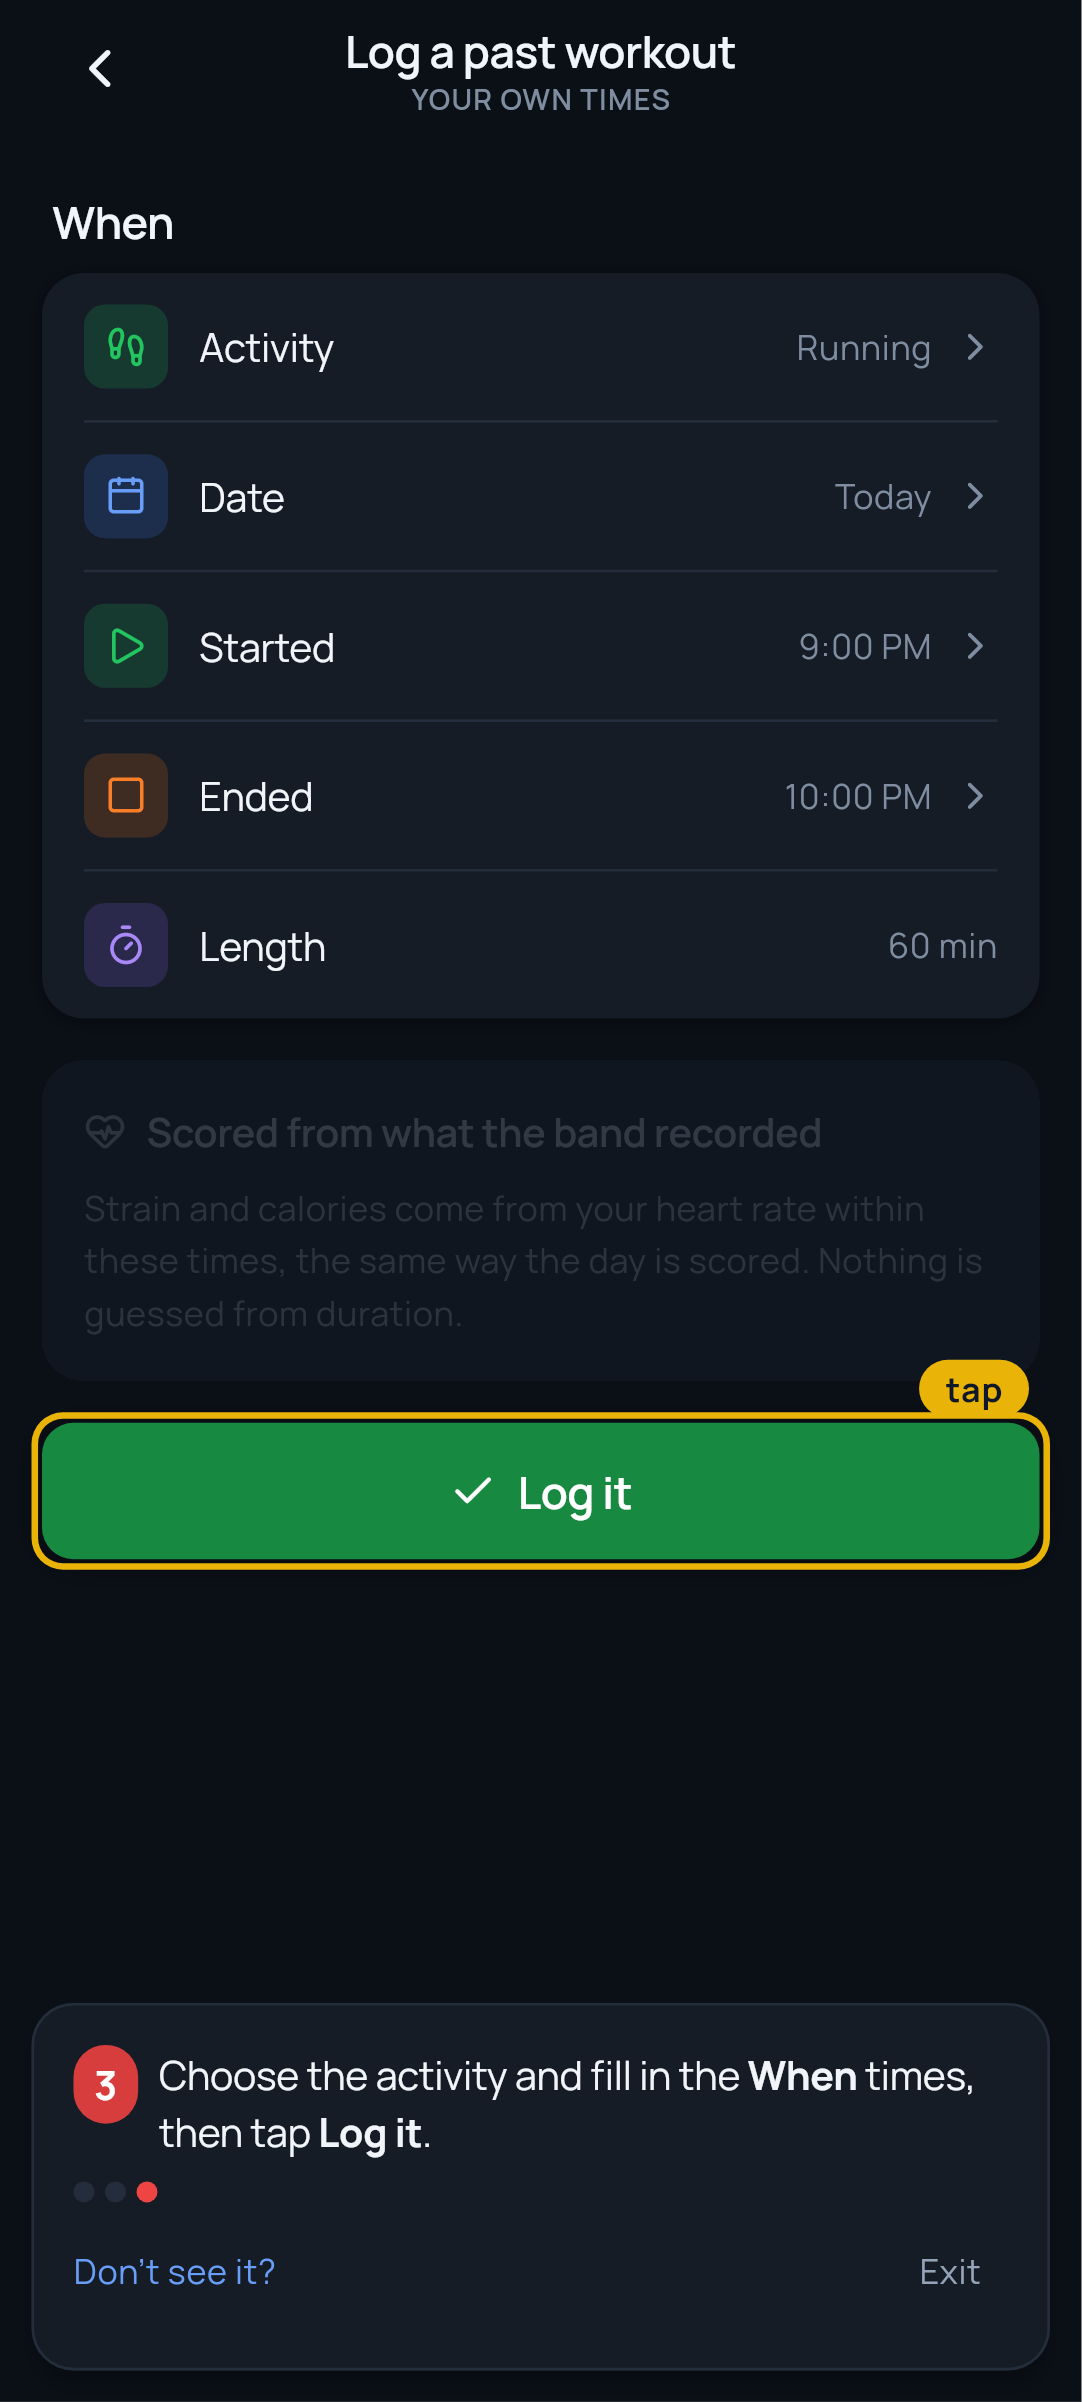 Log a past workout
YOUR OWN TIMES
When
Activity
Running
Date
Today
Started
9:00 PM
Ended
10:00 PM
Length
60 min
Scored from what the band recorded
Strain and calories come from your heart rate within
these times, the same way the day is scored. Nothing is
guessed from duration.
tap
Log it
3
Choose the activity and fill in the When times,
then tap Log it.
Don’t see it?
Exit